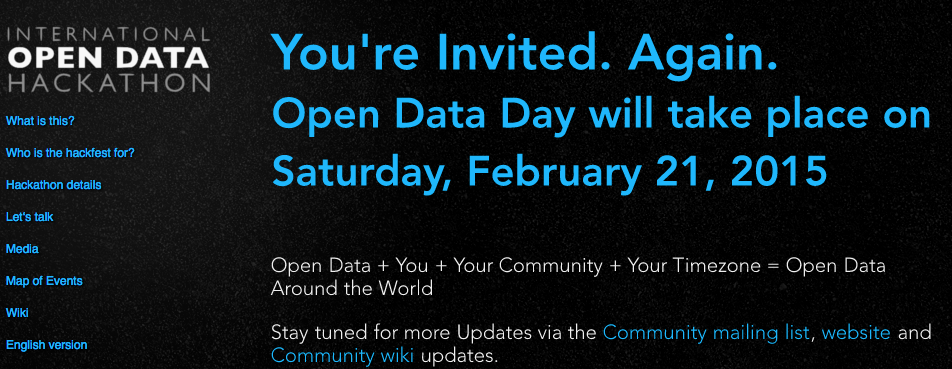 INTERNATIONAL
OPEN DATA
HACKATHON
What is this?
Who is the hackfest for?
Hackathon details
Let's talk
Media
Map of Events
Wiki
English version
You're Invited. Again.
Open Data Day will take place on
Saturday, February 21, 2015
Open Data + You + Your Community + Your Timezone = Open Data
Around the World
Stay tuned for more Updates via the Community mailing list, website and
Community wiki updates.